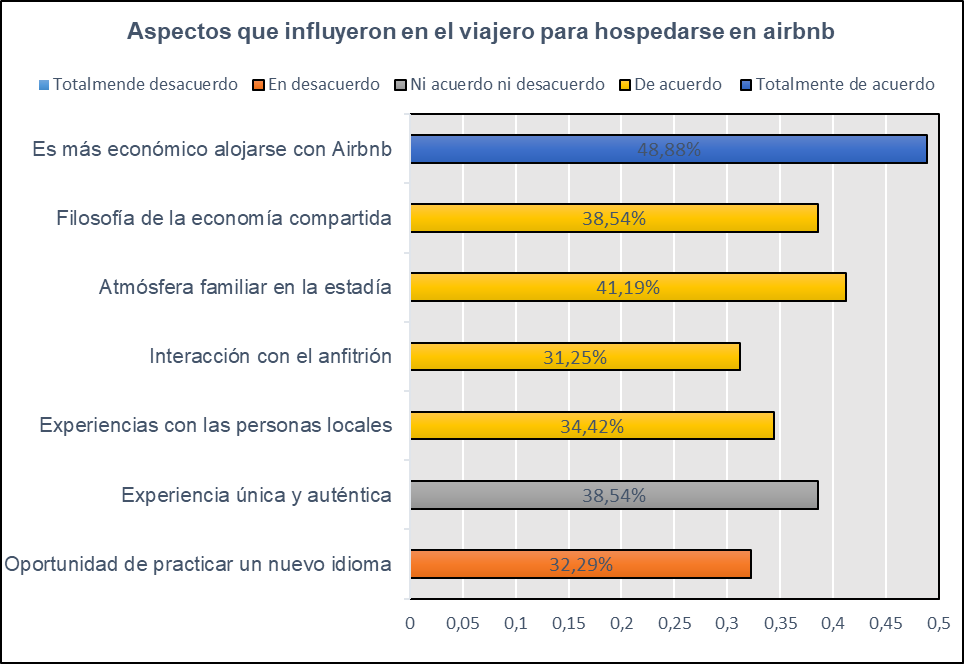 Aspectos que influyeron en el viajero para hospedarse en airbnb
Totalmende desacuerdo En desacuerdo Ni acuerdo ni desacuerdo De acuerdo Totalmente de acuerdo
Es más económico alojarse con Airbnb 48,88%
Filosofía de la economía compartida 38,54%
Atmósfera familiar en la estadía 41,19%
Interacción con el anfitrión 31,25%
Experiencias con las personas locales 34,42%
Experiencia única y auténtica 38,54%
Oportunidad de practicar un nuevo idioma 32,29%
0 0,05 0,1 0,15 0,2 0,25 0,3 0,35 0,4 0,45 0,5